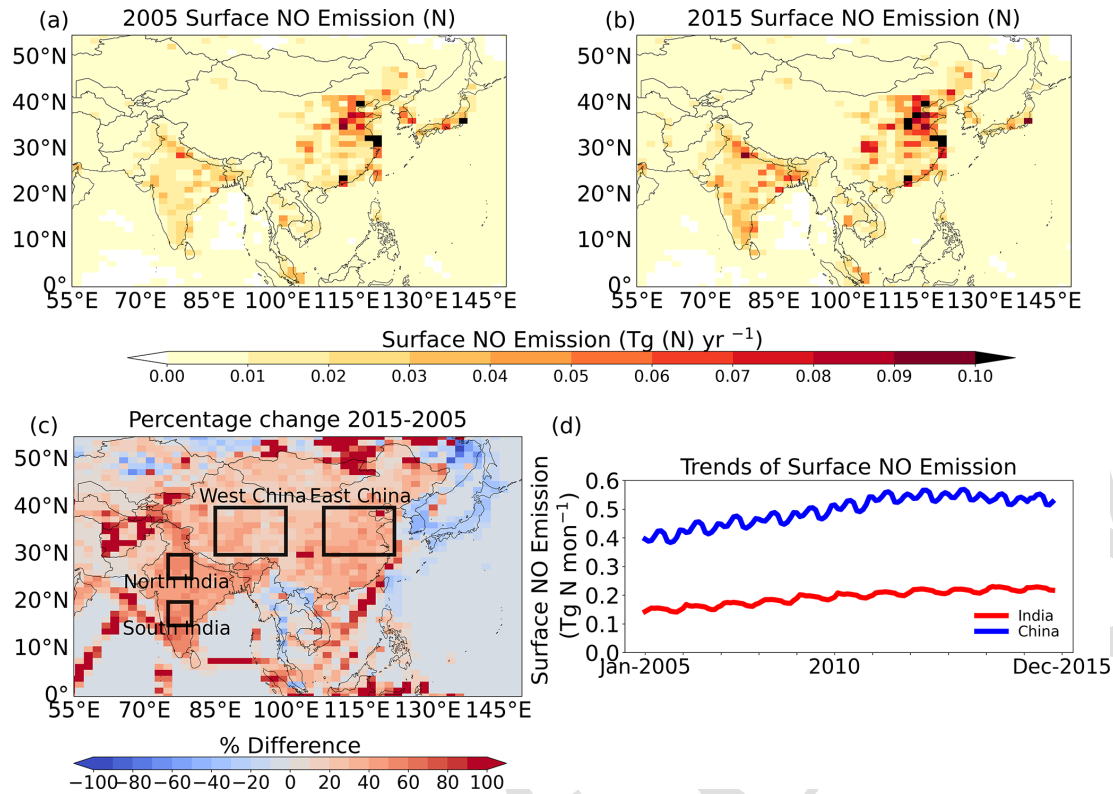 (a) 2005 Surface NO Emission (N)
(b) 2015 Surface NO Emission (N)
50°N
40°N
30°N
20°N
10°N
0°
55°E 70°E 85°E 100°E 115°E 130°E 145°E
50°N
40°N
30°N
20°N
10°N
0°
55°E 70°E 85°E 100°E 115°E 130°E 145°E
Surface NO Emission (Tg (N) yr ⁻¹)
0.00 0.01 0.02 0.03 0.04 0.05 0.06 0.07 0.08 0.09 0.10
(c) Percentage change 2015-2005
50°N
40°N
30°N
20°N
10°N
0°
West China East China
North India
South India
55°E 70°E 85°E 100°E 115°E 130°E 145°E
% Difference
−100 −80 −60 −40 −20 0 20 40 60 80 100
(d)
Trends of Surface NO Emission
Surface NO Emission
(Tg N mon⁻¹)
0.6
0.5
0.4
0.3
0.2
0.1
0.0
India
China
Jan-2005 2010 Dec-2015